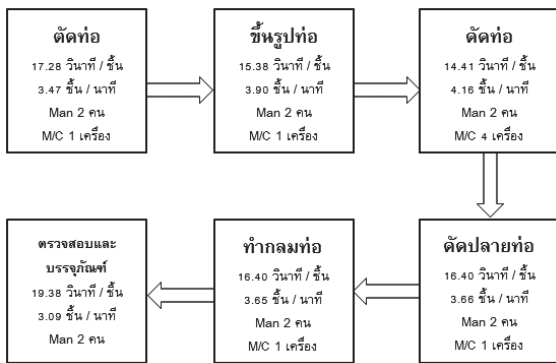 ตัดท่อ
17.28 วินาที / ชิ้น
3.47 ชิ้น / นาที
Man 2 คน
M/C 1 เครื่อง
ขึ้นรูปท่อ
15.38 วินาที / ชิ้น
3.90 ชิ้น / นาที
Man 2 คน
M/C 1 เครื่อง
ดัดท่อ
14.41 วินาที / ชิ้น
4.16 ชิ้น / นาที
Man 2 คน
M/C 4 เครื่อง
ดัดปลายท่อ
16.40 วินาที / ชิ้น
3.66 ชิ้น / นาที
Man 2 คน
M/C 1 เครื่อง
ทำกลมท่อ
16.40 วินาที / ชิ้น
3.65 ชิ้น / นาที
Man 2 คน
M/C 1 เครื่อง
ตรวจสอบและ
บรรจุภัณฑ์
19.38 วินาที / ชิ้น
3.09 ชิ้น / นาที
Man 2 คน